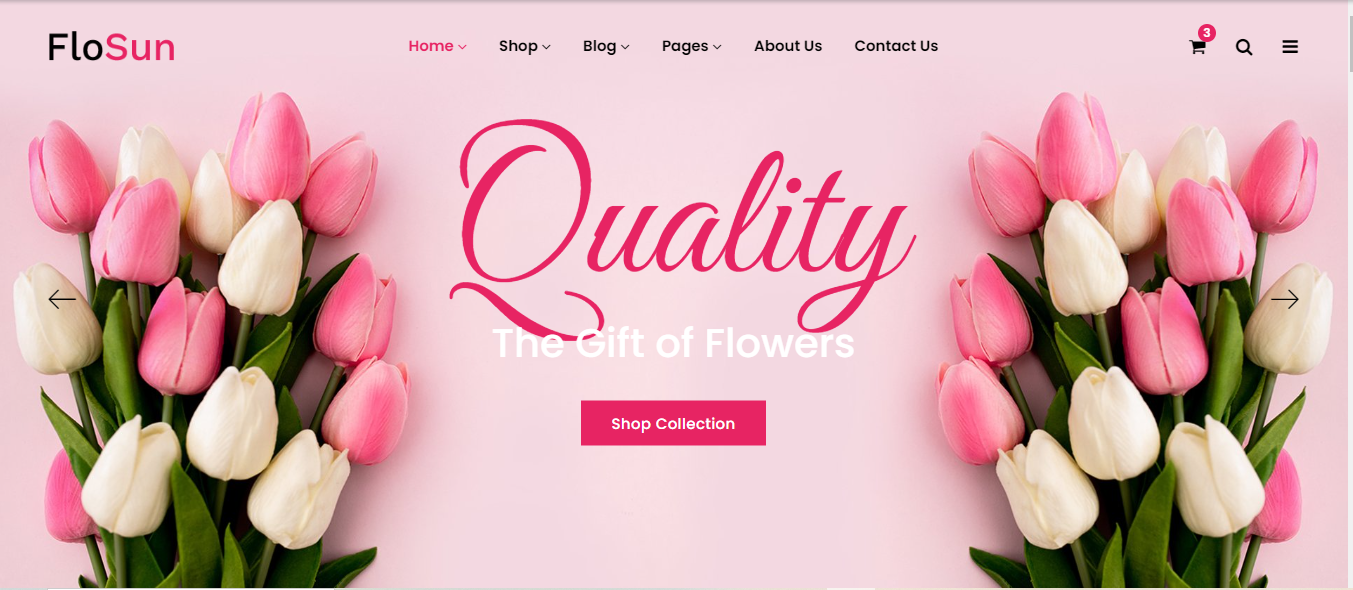 FloSun
Home Shop Blog Pages About Us Contact Us
3
Quality
The Gift of Flowers
Shop Collection